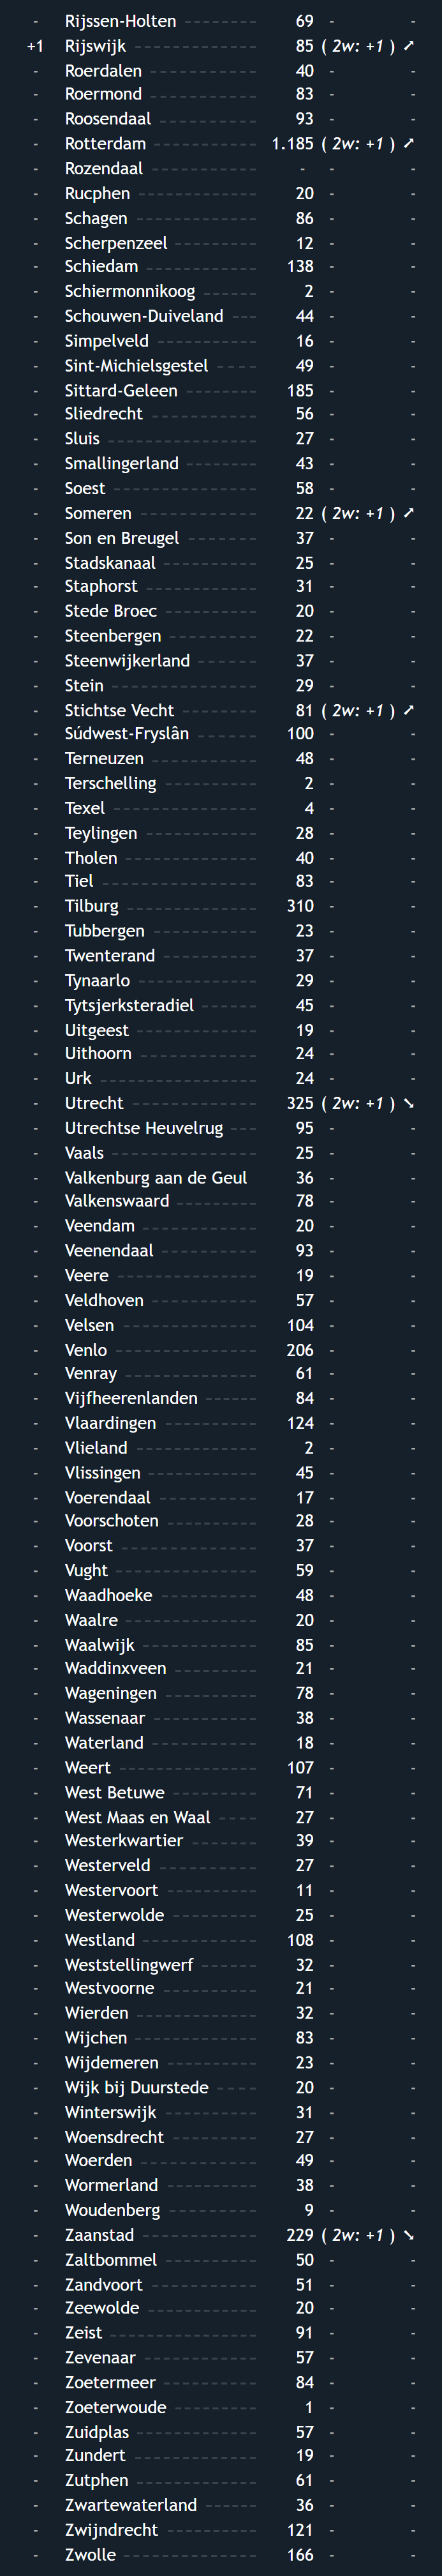 - Rijssen-Holten 69 - -
+1 Rijswijk 85 ( 2w: +1 ) ➚
- Roerdalen 40 - -
- Roermond 83 - -
- Roosendaal 93 - -
- Rotterdam 1.185 ( 2w: +1 ) ➚
- Rozendaal - - -
- Rucphen 20 - -
- Schagen 86 - -
- Scherpenzeel 12 - -
- Schiedam 138 - -
- Schiermonnikoog 2 - -
- Schouwen-Duiveland 44 - -
- Simpelveld 16 - -
- Sint-Michielsgestel 49 - -
- Sittard-Geleen 185 - -
- Sliedrecht 56 - -
- Sluis 27 - -
- Smallingerland 43 - -
- Soest 58 - -
- Someren 22 ( 2w: +1 ) ➚
- Son en Breugel 37 - -
- Stadskanaal 25 - -
- Staphorst 31 - -
- Stede Broec 20 - -
- Steenbergen 22 - -
- Steenwijkerland 37 - -
- Stein 29 - -
- Stichtse Vecht 81 ( 2w: +1 ) ➚
- Súdwest-Fryslân 100 - -
- Terneuzen 48 - -
- Terschelling 2 - -
- Texel 4 - -
- Teylingen 28 - -
- Tholen 40 - -
- Tiel 83 - -
- Tilburg 310 - -
- Tubbergen 23 - -
- Twenterand 37 - -
- Tynaarlo 29 - -
- Tytsjerksteradiel 45 - -
- Uitgeest 19 - -
- Uithoorn 24 - -
- Urk 24 - -
- Utrecht 325 ( 2w: +1 ) ➘
- Utrechtse Heuvelrug 95 - -
- Vaals 25 - -
- Valkenburg aan de Geul 36 - -
- Valkenswaard 78 - -
- Veendam 20 - -
- Veenendaal 93 - -
- Veere 19 - -
- Veldhoven 57 - -
- Velsen 104 - -
- Venlo 206 - -
- Venray 61 - -
- Vijfheerenlanden 84 - -
- Vlaardingen 124 - -
- Vlieland 2 - -
- Vlissingen 45 - -
- Voerendaal 17 - -
- Voorschoten 28 - -
- Voorst 37 - -
- Vught 59 - -
- Waadhoeke 48 - -
- Waalre 20 - -
- Waalwijk 85 - -
- Waddinxveen 21 - -
- Wageningen 78 - -
- Wassenaar 38 - -
- Waterland 18 - -
- Weert 107 - -
- West Betuwe 71 - -
- West Maas en Waal 27 - -
- Westerkwartier 39 - -
- Westerveld 27 - -
- Westervoort 11 - -
- Westerwolde 25 - -
- Westland 108 - -
- Weststellingwerf 32 - -
- Westvoorne 21 - -
- Wierden 32 - -
- Wijchen 83 - -
- Wijdemeren 23 - -
- Wijk bij Duurstede 20 - -
- Winterswijk 31 - -
- Woensdrecht 27 - -
- Woerden 49 - -
- Wormerland 38 - -
- Woudenberg 9 - -
- Zaanstad 229 ( 2w: +1 ) ➘
- Zaltbommel 50 - -
- Zandvoort 51 - -
- Zeewolde 20 - -
- Zeist 91 - -
- Zevenaar 57 - -
- Zoetermeer 84 - -
- Zoeterwoude 1 - -
- Zuidplas 57 - -
- Zundert 19 - -
- Zutphen 61 - -
- Zwartewaterland 36 - -
- Zwijndrecht 121 - -
- Zwolle 166 - -